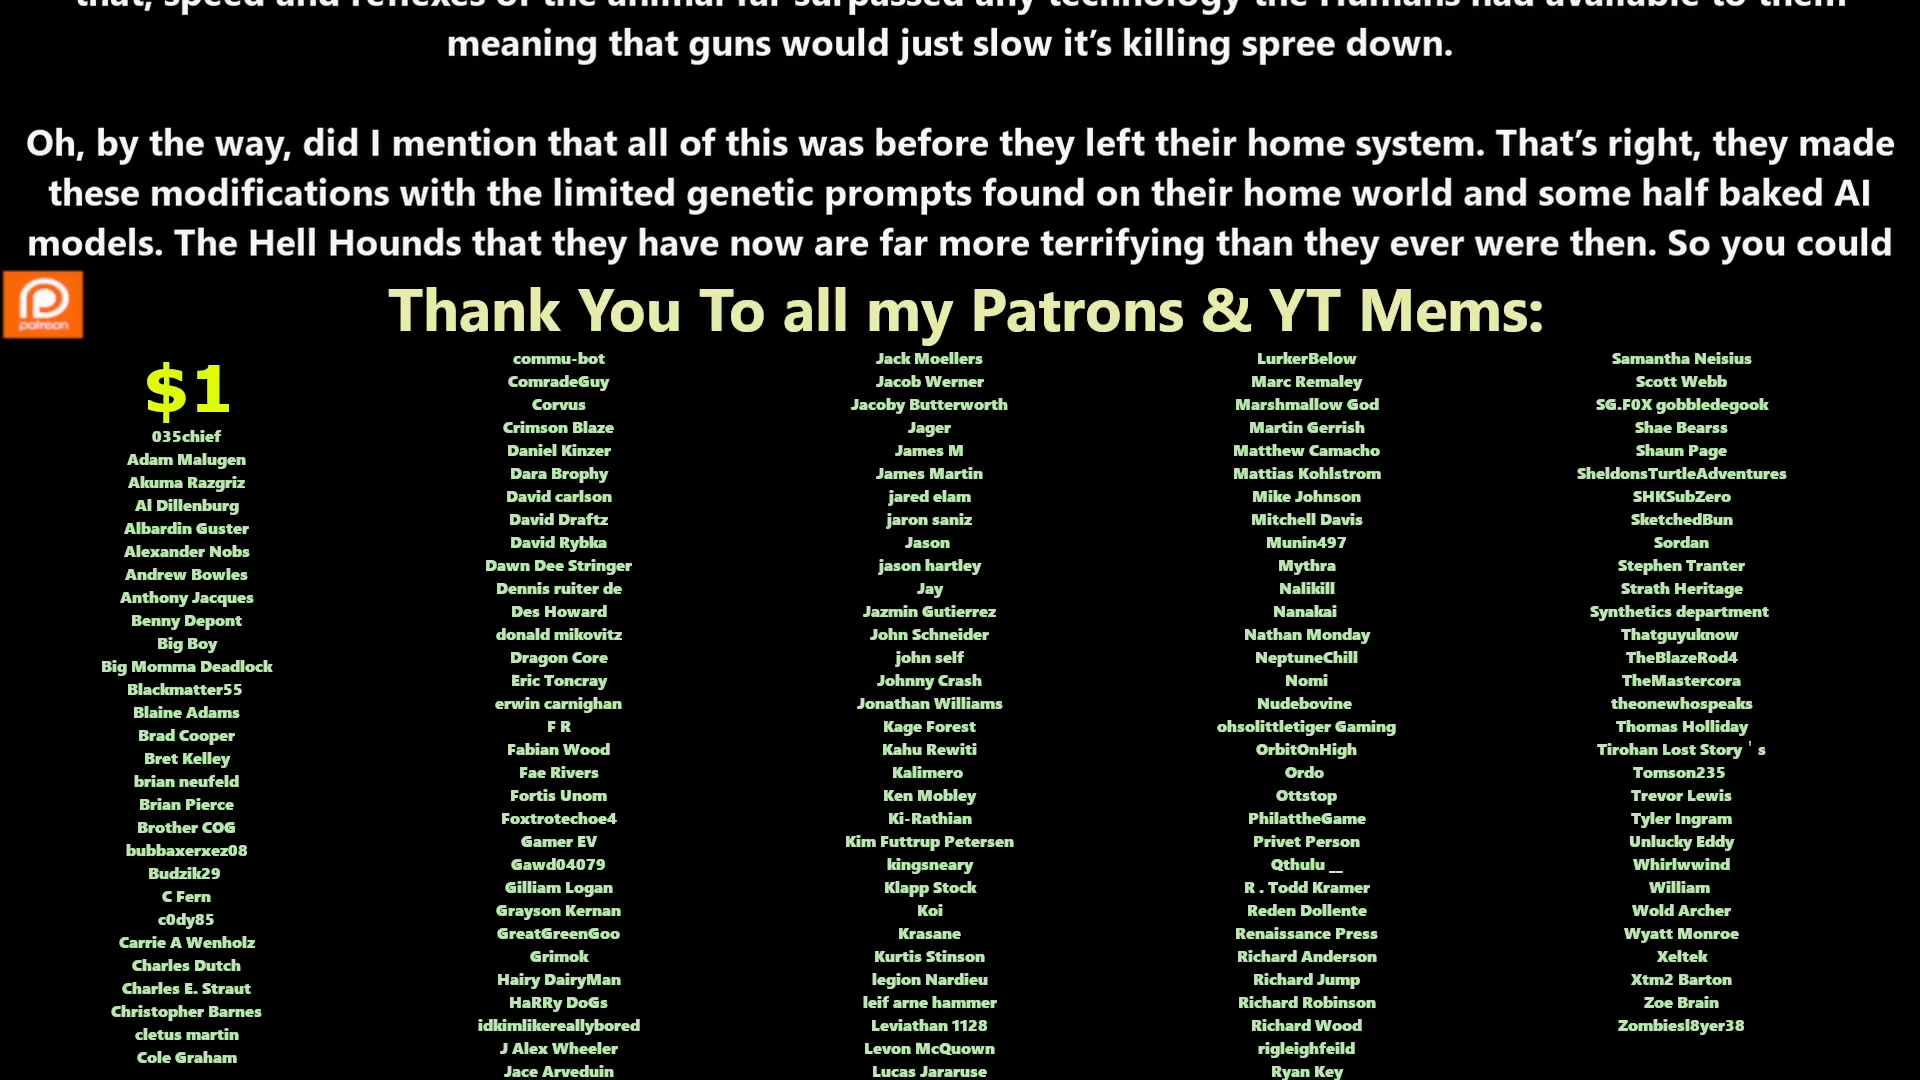 that, speed and reflexes of the animal far surpassed any technology the Humans had available to them
meaning that guns would just slow it’s killing spree down.
Oh, by the way, did I mention that all of this was before they left their home system. That’s right, they made
these modifications with the limited genetic prompts found on their home world and some half baked AI
models. The Hell Hounds that they have now are far more terrifying than they ever were then. So you could
patreon
Thank You To all my Patrons & YT Mems:
$1
035chief
Adam Malugen
Akuma Razgriz
Al Dillenburg
Albardin Guster
Alexander Nobs
Andrew Bowles
Anthony Jacques
Benny Depont
Big Boy
Big Momma Deadlock
Blackmatter55
Blaine Adams
Brad Cooper
Bret Kelley
brian neufeld
Brian Pierce
Brother COG
bubbaxerxez08
Budzik29
C Fern
c0dy85
Carrie A Wenholz
Charles Dutch
Charles E. Straut
Christopher Barnes
cletus martin
Cole Graham
commu-bot
ComradeGuy
Corvus
Crimson Blaze
Daniel Kinzer
Dara Brophy
David carlson
David Draftz
David Rybka
Dawn Dee Stringer
Dennis ruiter de
Des Howard
donald mikovitz
Dragon Core
Eric Toncray
erwin carnighan
F R
Fabian Wood
Fae Rivers
Fortis Unom
Foxtrotechoe4
Gamer EV
Gawd04079
Gilliam Logan
Grayson Kernan
GreatGreenGoo
Grimok
Hairy DairyMan
HaRRy DoGs
idkimlikereallybored
J Alex Wheeler
Jace Arveduin
Jack Moellers
Jacob Werner
Jacoby Butterworth
Jager
James M
James Martin
jared elam
jaron saniz
Jason
jason hartley
Jay
Jazmin Gutierrez
John Schneider
john self
Johnny Crash
Jonathan Williams
Kage Forest
Kahu Rewiti
Kalimero
Ken Mobley
Ki-Rathian
Kim Futtrup Petersen
kingsneary
Klapp Stock
Koi
Krasane
Kurtis Stinson
legion Nardieu
leif arne hammer
Leviathan 1128
Levon McQuown
Lucas Jararuse
LurkerBelow
Marc Remaley
Marshmallow God
Martin Gerrish
Matthew Camacho
Mattias Kohlstrom
Mike Johnson
Mitchell Davis
Munin497
Mythra
Nalikill
Nanakai
Nathan Monday
NeptuneChill
Nomi
Nudebovine
ohsolittletiger Gaming
OrbitOnHigh
Ordo
Ottstop
PhilattheGame
Privet Person
Qthulu __
R . Todd Kramer
Reden Dollente
Renaissance Press
Richard Anderson
Richard Jump
Richard Robinson
Richard Wood
rigleighfeild
Ryan Key
Samantha Neisius
Scott Webb
SG.F0X gobbledegook
Shae Bearss
Shaun Page
SheldonsTurtleAdventures
SHKSubZero
SketchedBun
Sordan
Stephen Tranter
Strath Heritage
Synthetics department
Thatguyuknow
TheBlazeRod4
TheMastercora
theonewhospeaks
Thomas Holliday
Tirohan Lost Story ' s
Tomson235
Trevor Lewis
Tyler Ingram
Unlucky Eddy
Whirlwwind
William
Wold Archer
Wyatt Monroe
Xeltek
Xtm2 Barton
Zoe Brain
Zombiesl8yer38